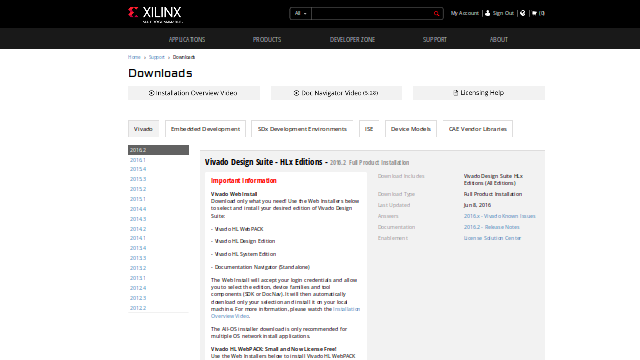 XILINX
All
My Account
Sign Out
(0)
APPLICATIONS PRODUCTS DEVELOPER ZONE SUPPORT ABOUT
Home » Support » Downloads
Downloads
Installation Overview Video
Doc Navigator Video (5:28)
Licensing Help
Vivado
Embedded Development
SDx Development Environments
ISE
Device Models
CAE Vendor Libraries
2016.2
2016.1
2015.4
2015.3
2015.2
2015.1
2014.4
2014.3
2014.2
2014.1
2013.4
2013.3
2013.2
2013.1
2012.4
2012.3
2012.2
Vivado Design Suite - HLx Editions - 2016.2 Full Product Installation
Important Information
Vivado Web Install
Download only what you need! Use the Web Installers below
to select and install your desired edition of Vivado Design
Suite:
- Vivado HL WebPACK
- Vivado HL Design Edition
- Vivado HL System Edition
- Documentation Navigator (Standalone)
The Web Install will accept your login credentials and allow
you to select the edition, device families and tool
components (SDK or DocNav). It will then automatically
download only your selection and install it on your local
machine. For more information, please watch the Installation
Overview Video.
The All-OS installer download is only recommended for
multiple OS network install applications.
Vivado HL WebPACK: Small and Now License Free!
Use the Web Installers below to install Vivado HL WebPACK
Download Includes
Vivado Design Suite HLx
Editions (All Editions)
Download Type
Full Product Installation
Last Updated
Jun 8, 2016
Answers
2016.x - Vivado Known Issues
Documentation
2016.2 - Release Notes
Enablement
License Solution Center